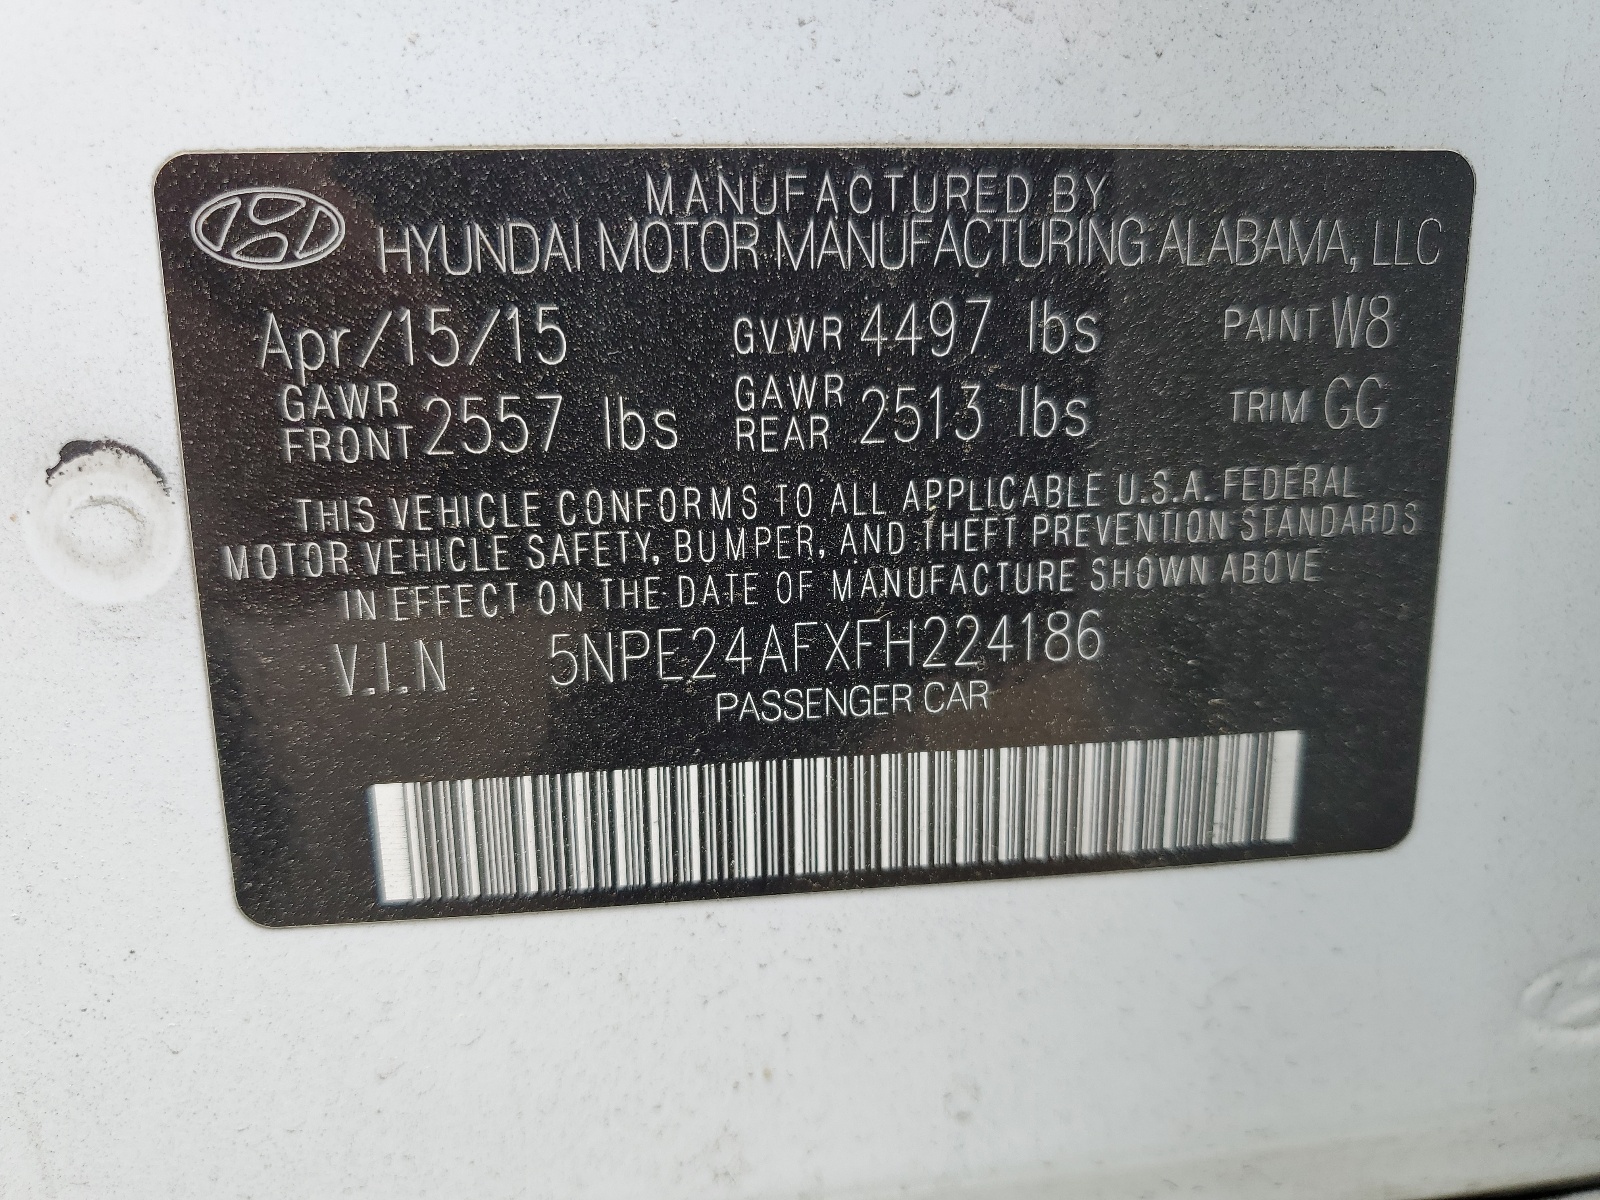 MANUFACTURED BY
HYUNDAI MOTOR MANUFACTURING ALABAMA, LLC
Apr/15/15 GVWR 4497 lbs PAINT W8
GAWR FRONT 2557 lbs GAWR REAR 2513 lbs TRIM GG
THIS VEHICLE CONFORMS TO ALL APPLICABLE U.S.A. FEDERAL
MOTOR VEHICLE SAFETY, BUMPER, AND THEFT PREVENTION STANDARDS
IN EFFECT ON THE DATE OF MANUFACTURE SHOWN ABOVE
V.I.N 5NPE24AFXFH224186
PASSENGER CAR